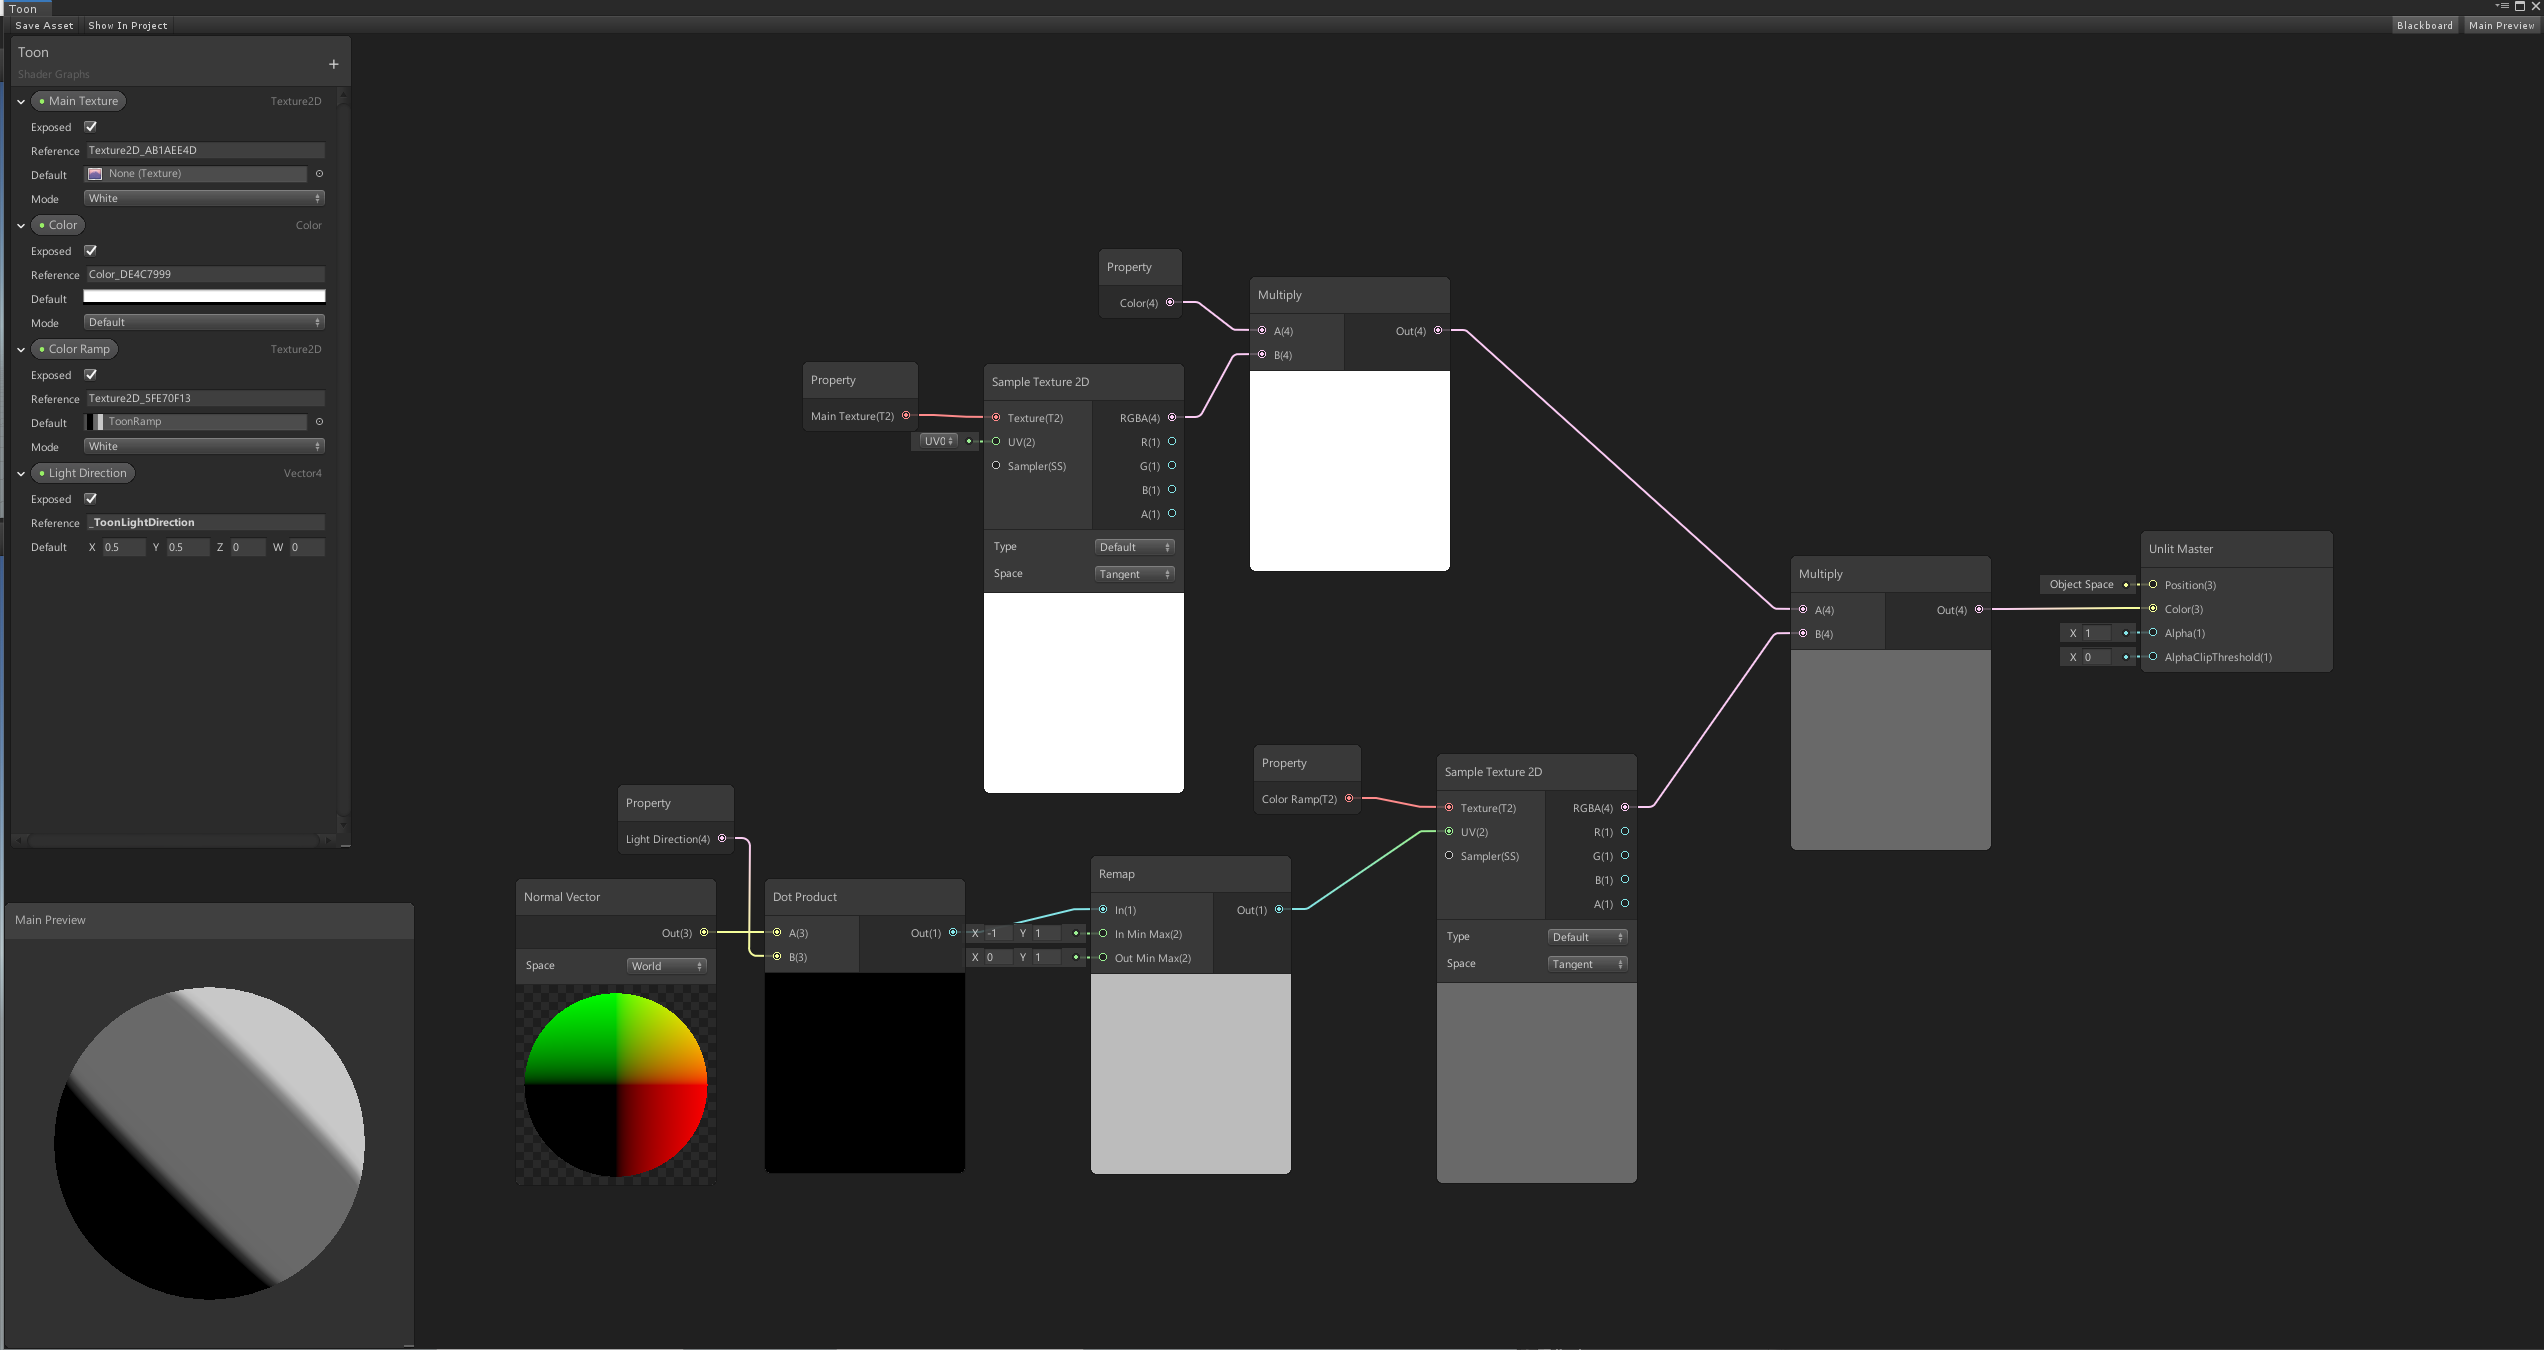 Toon
Save Asset Show In Project Blackboard Main Preview
Toon
Shader Graphs
+
Main Texture Texture2D
Exposed
Reference Texture2D_AB1AEE4D
Default None (Texture)
Mode White
Color Color
Exposed
Reference Color_DE4C7999
Default
Mode Default
Color Ramp Texture2D
Exposed
Reference Texture2D_5FE70F13
Default ToonRamp
Mode White
Light Direction Vector4
Exposed
Reference _ToonLightDirection
Default X 0.5 Y 0.5 Z 0 W 0
Main Preview
Property
Color(4)
Multiply
A(4) Out(4)
B(4)
Property
Main Texture(T2)
Sample Texture 2D
Texture(T2) RGBA(4)
UV0 UV(2) R(1)
Sampler(SS) G(1)
B(1)
A(1)
Type Default
Space Tangent
Property
Light Direction(4)
Normal Vector
Out(3)
Space World
Dot Product
A(3) Out(1)
B(3)
Remap
In(1) Out(1)
X -1 Y 1 In Min Max(2)
X 0 Y 1 Out Min Max(2)
Property
Color Ramp(T2)
Sample Texture 2D
Texture(T2) RGBA(4)
UV(2) R(1)
Sampler(SS) G(1)
B(1)
A(1)
Type Default
Space Tangent
Multiply
A(4) Out(4)
B(4)
Unlit Master
Object Space Position(3)
Color(3)
X 1 Alpha(1)
X 0 AlphaClipThreshold(1)